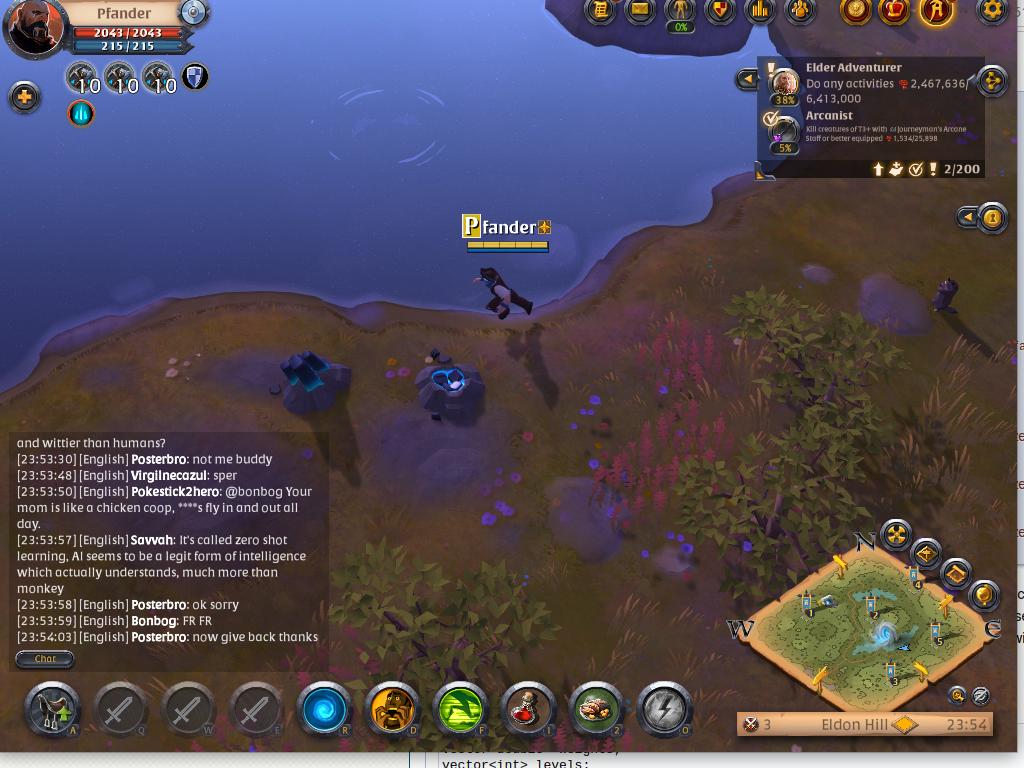 Pfander
2043 / 2043
215 / 215
10 10 10
0%
Elder Adventurer
Do any activities 2,467,636/
6,413,000
38%
Arcanist
Kill creatures of T3+ with Journeyman's Arcane
Staff or better equipped 1,534/25,898
5%
2/200
Pfander
and wittier than humans?
[23:53:30][English] Posterbro: not me buddy
[23:53:48][English] Virgilnecazul: sper
[23:53:50][English] Pokestick2hero: @bonbog Your
mom is like a chicken coop, ****s fly in and out all
day.
[23:53:57][English] Savvah: It's called zero shot
learning, AI seems to be a legit form of intelligence
which actually understands, much more than
monkey
[23:53:58][English] Posterbro: ok sorry
[23:53:59][English] Bonbog: FR FR
[23:54:03][English] Posterbro: now give back thanks
Chat
N
W
E
1
2
3
4
5
A Q W E R D F 1 2 O
3 Eldon Hill 23:54
vector<int> levels;